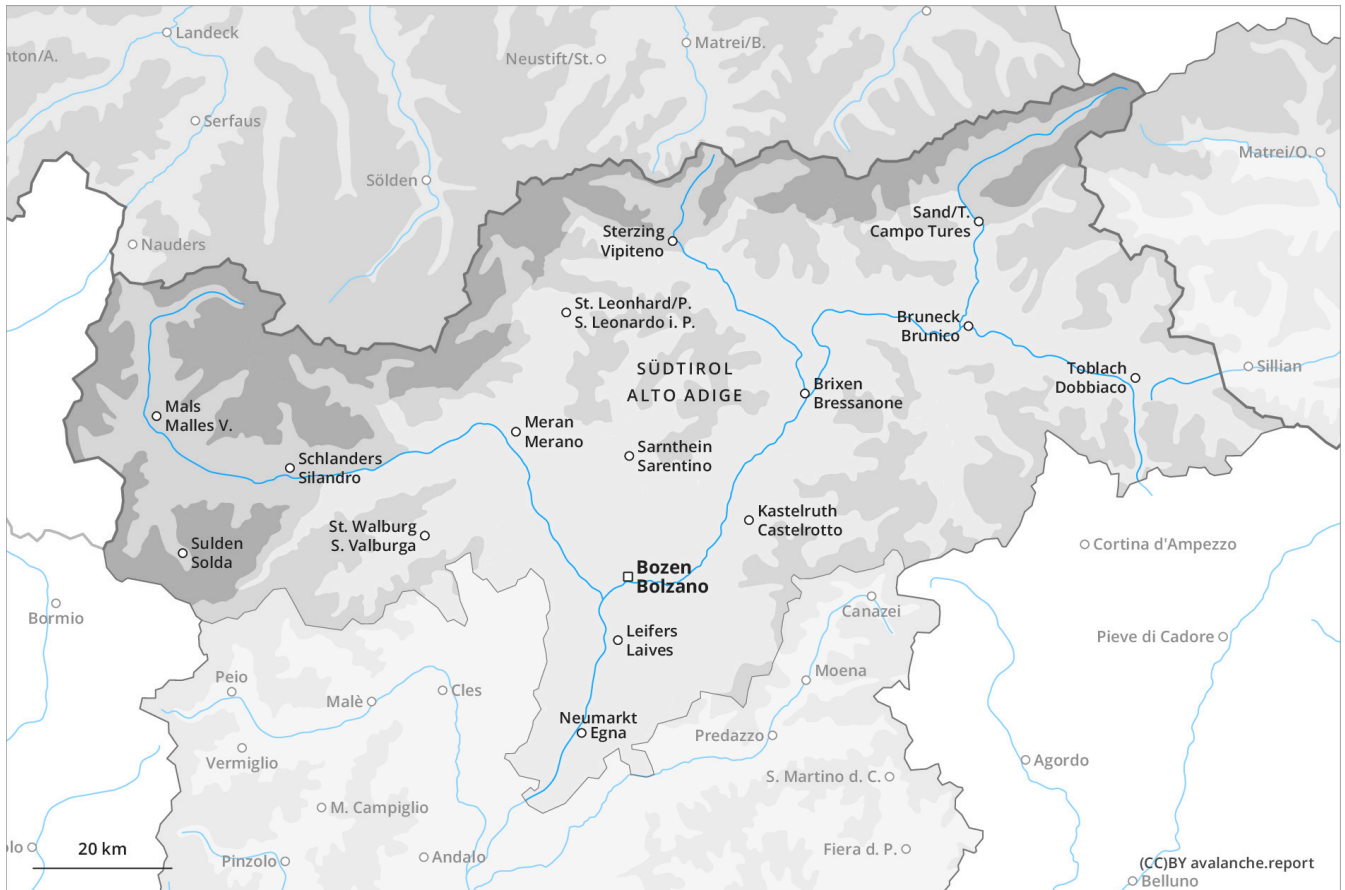 Landeck
nton/A.
Matrei/B.
Neustift/St.
Serfaus
Matrei/O.
Sölden
Sand/T.
Campo Tures
Sterzing
Vipiteno
Nauders
St. Leonhard/P.
S. Leonardo i. P.
Bruneck
Brunico
SÜDTIROL
ALTO ADIGE
Toblach
Dobbiaco
Sillian
Brixen
Bressanone
Mals
Malles V.
Meran
Merano
Schlanders
Silandro
Sarnthein
Sarentino
St. Walburg
S. Valburga
Kastelruth
Castelrotto
Sulden
Solda
Cortina d'Ampezzo
Bozen
Bolzano
Bormio
Canazei
Leifers
Laives
Pieve di Cadore
Peio
Malè
Cles
Moena
Neumarkt
Egna
Predazzo
Vermiglio
Agordo
S. Martino d. C.
M. Campiglio
20 km
olo
Pinzolo
Andalo
Fiera d. P.
(CC)BY avalanche.report
Belluno